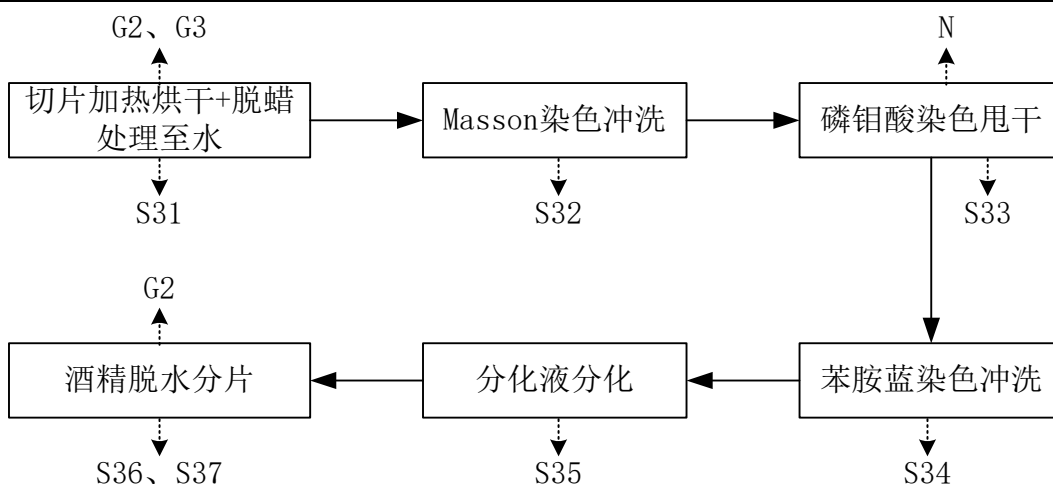 G2、G3
N
切片加热烘干+脱蜡
处理至水
Masson染色冲洗
磷钼酸染色甩干
S31
S32
S33
G2
酒精脱水分片
分化液分化
苯胺蓝染色冲洗
S36、S37
S35
S34